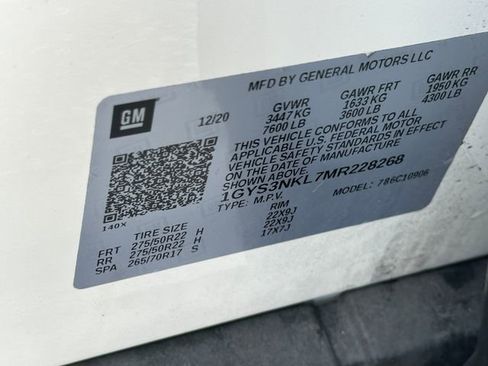 MFD BY GENERAL MOTORS LLC
GM
12/20
GVWR GAWR FRT GAWR RR
3447 KG 1633 KG 1950 KG
7600 LB 3600 LB 4300 LB
THIS VEHICLE CONFORMS TO ALL
APPLICABLE U.S. FEDERAL MOTOR
VEHICLE SAFETY STANDARDS IN EFFECT
ON THE DATE OF MANUFACTURE
1GYS3NKL7MR228268
TYPE: M.P.V. MODEL: 786C10906
140X
TIRE SIZE RIM
FRT 275/50R22 H 22X9J
RR 275/50R22 H 22X9J
SPA 265/70R17 S 17X7J